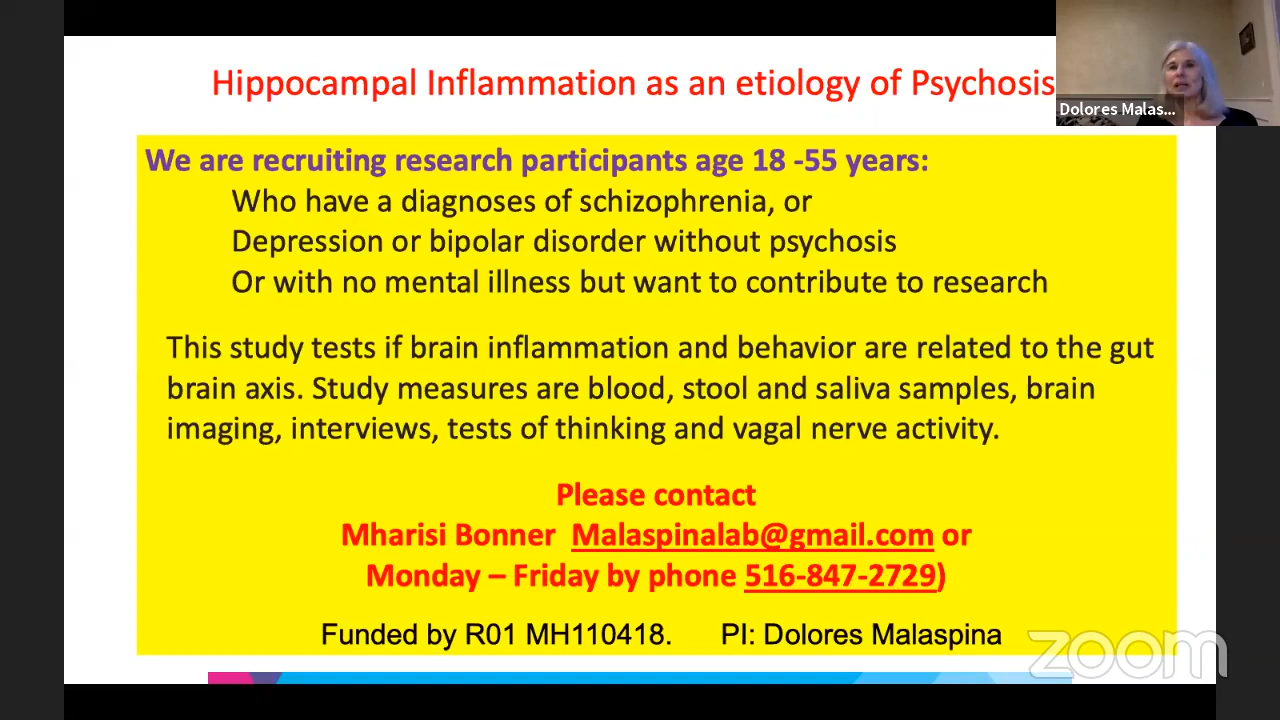 Hippocampal Inflammation as an etiology of Psychosis
Dolores Malas...
We are recruiting research participants age 18 -55 years:
Who have a diagnoses of schizophrenia, or
Depression or bipolar disorder without psychosis
Or with no mental illness but want to contribute to research
This study tests if brain inflammation and behavior are related to the gut
brain axis. Study measures are blood, stool and saliva samples, brain
imaging, interviews, tests of thinking and vagal nerve activity.
Please contact
Mharisi Bonner Malaspinalab@gmail.com or
Monday – Friday by phone 516-847-2729)
Funded by R01 MH110418. PI: Dolores Malaspina
zoom